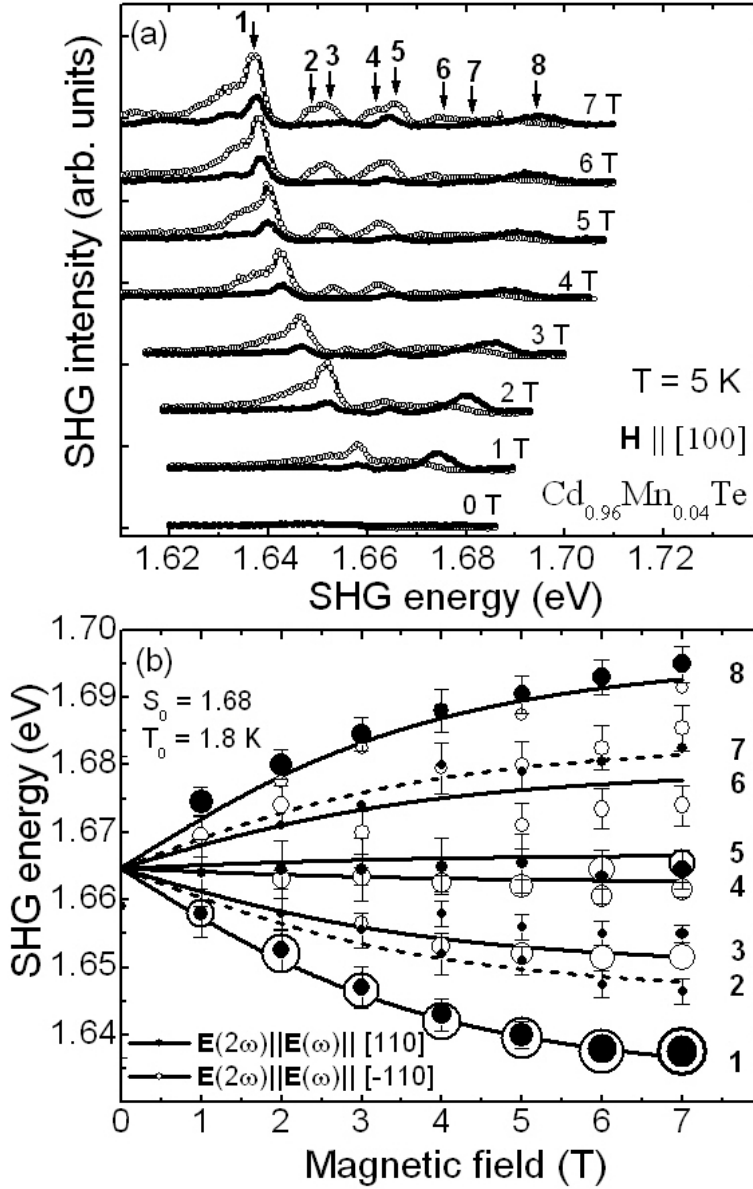 (a)
1
2 3 4 5 6 7 8
7 T
6 T
5 T
4 T
3 T
2 T
1 T
0 T
T = 5 K
H || [100]
Cd₀.₉₆Mn₀.₀₄Te
SHG intensity (arb. units)
1.62 1.64 1.66 1.68 1.70 1.72
SHG energy (eV)
(b)
S₀ = 1.68
T₀ = 1.8 K
1.70
1.69
1.68
1.67
1.66
1.65
1.64
SHG energy (eV)
8
7
6
5
4
3
2
1
E(2ω)||E(ω)|| [110]
E(2ω)||E(ω)|| [-110]
0 1 2 3 4 5 6 7
Magnetic field (T)